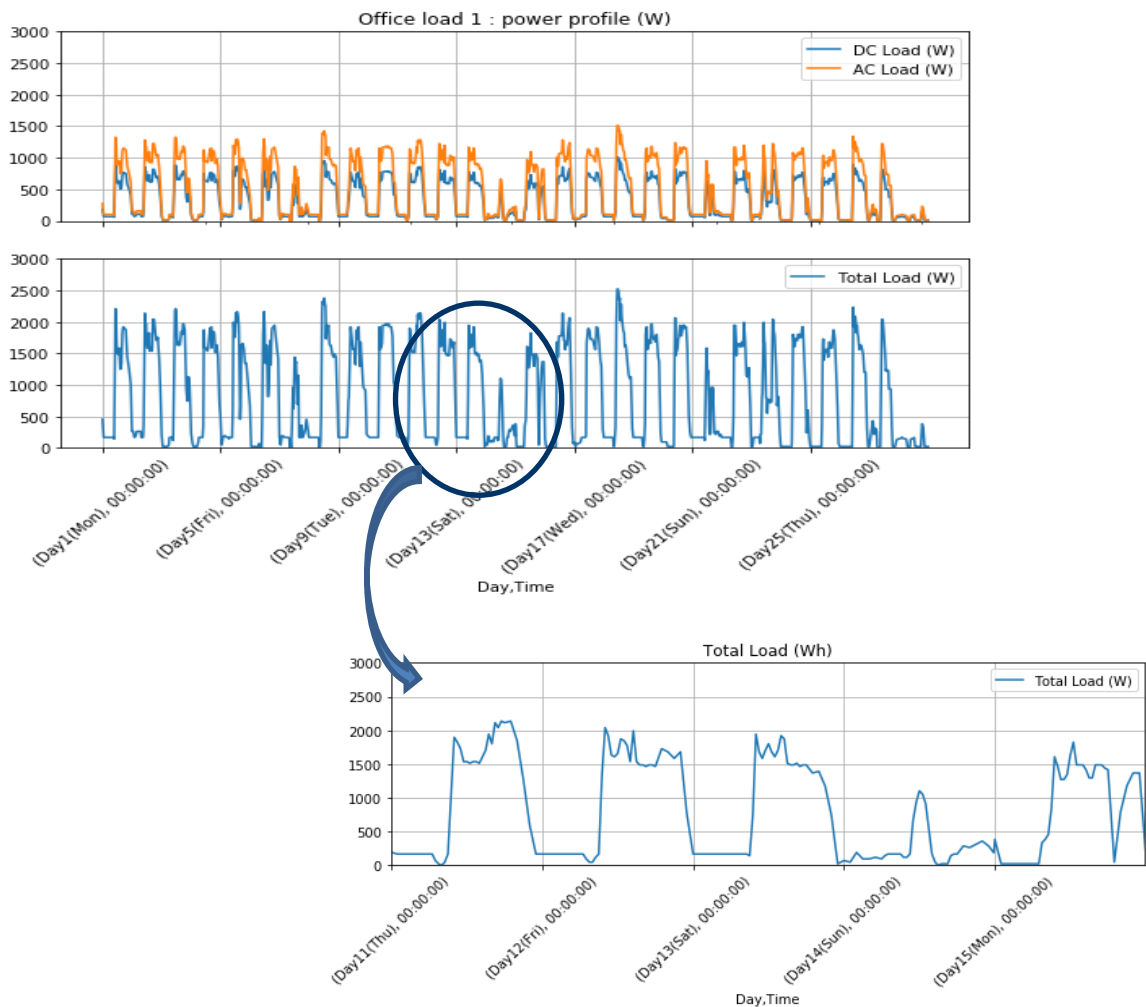 Office load 1 : power profile (W)
3000
2500
2000
1500
1000
500
0
DC Load (W)
AC Load (W)
3000
2500
2000
1500
1000
500
0
Total Load (W)
(Day1(Mon), 00:00:00)
(Day5(Fri), 00:00:00)
(Day9(Tue), 00:00:00)
(Day13(Sat), 00:00:00)
(Day17(Wed), 00:00:00)
(Day21(Sun), 00:00:00)
(Day25(Thu), 00:00:00)
Day,Time
Total Load (Wh)
3000
2500
2000
1500
1000
500
0
Total Load (W)
(Day11(Thu), 00:00:00)
(Day12(Fri), 00:00:00)
(Day13(Sat), 00:00:00)
(Day14(Sun), 00:00:00)
(Day15(Mon), 00:00:00)
Day,Time